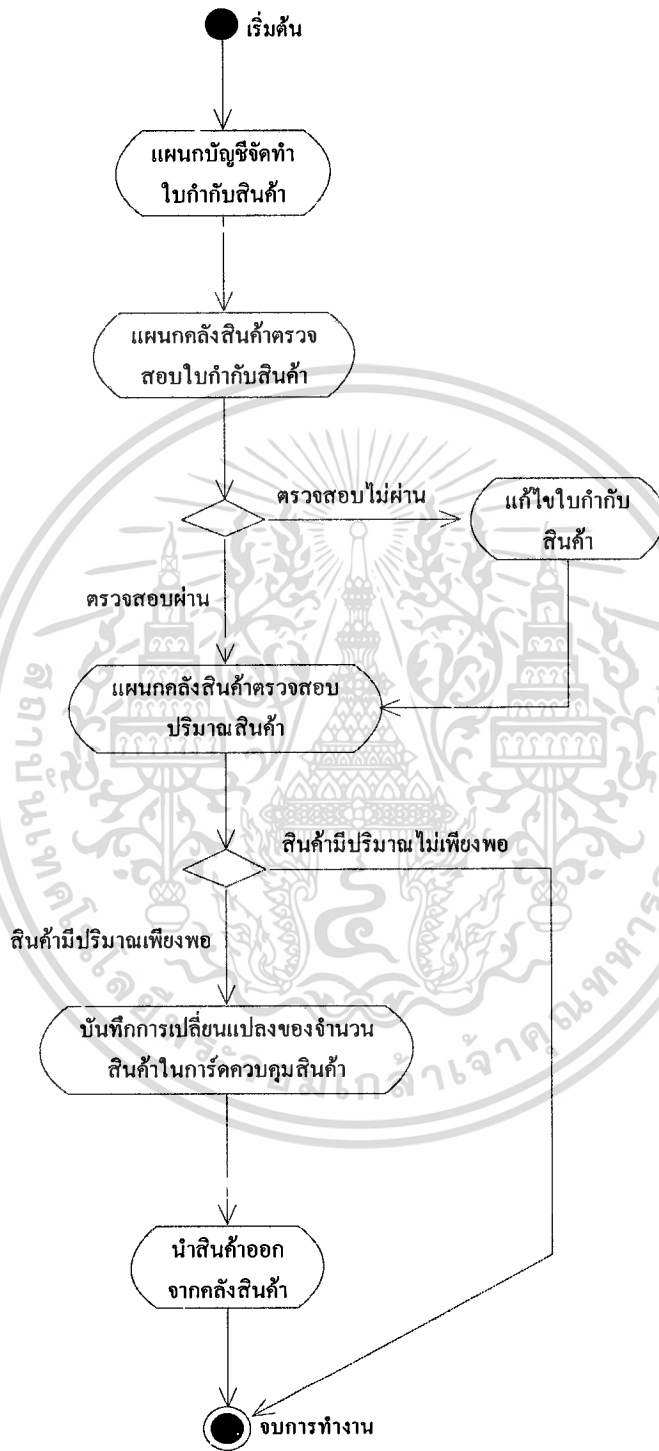 เริ่มต้น
แผนกบัญชีจัดทำ
ใบกำกับสินค้า
แผนกคลังสินค้าตรวจ
สอบใบกำกับสินค้า
ตรวจสอบไม่ผ่าน
แก้ไขใบกำกับ
สินค้า
ตรวจสอบผ่าน
แผนกคลังสินค้าตรวจสอบ
ปริมาณสินค้า
สินค้ามีปริมาณไม่เพียงพอ
สินค้ามีปริมาณเพียงพอ
บันทึกการเปลี่ยนแปลงของจำนวน
สินค้าในการ์ดควบคุมสินค้า
นำสินค้าออก
จากคลังสินค้า
จบการทำงาน